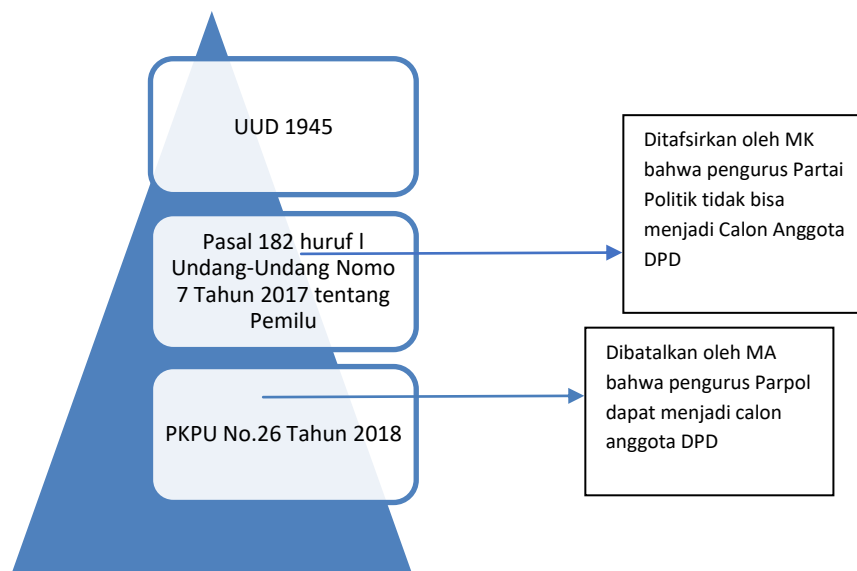 UUD 1945
Ditafsirkan oleh MK
bahwa pengurus Partai
Politik tidak bisa
menjadi Calon Anggota
DPD
Pasal 182 huruf l
Undang-Undang Nomo
7 Tahun 2017 tentang
Pemilu
Dibatalkan oleh MA
bahwa pengurus Parpol
dapat menjadi calon
anggota DPD
PKPU No.26 Tahun 2018